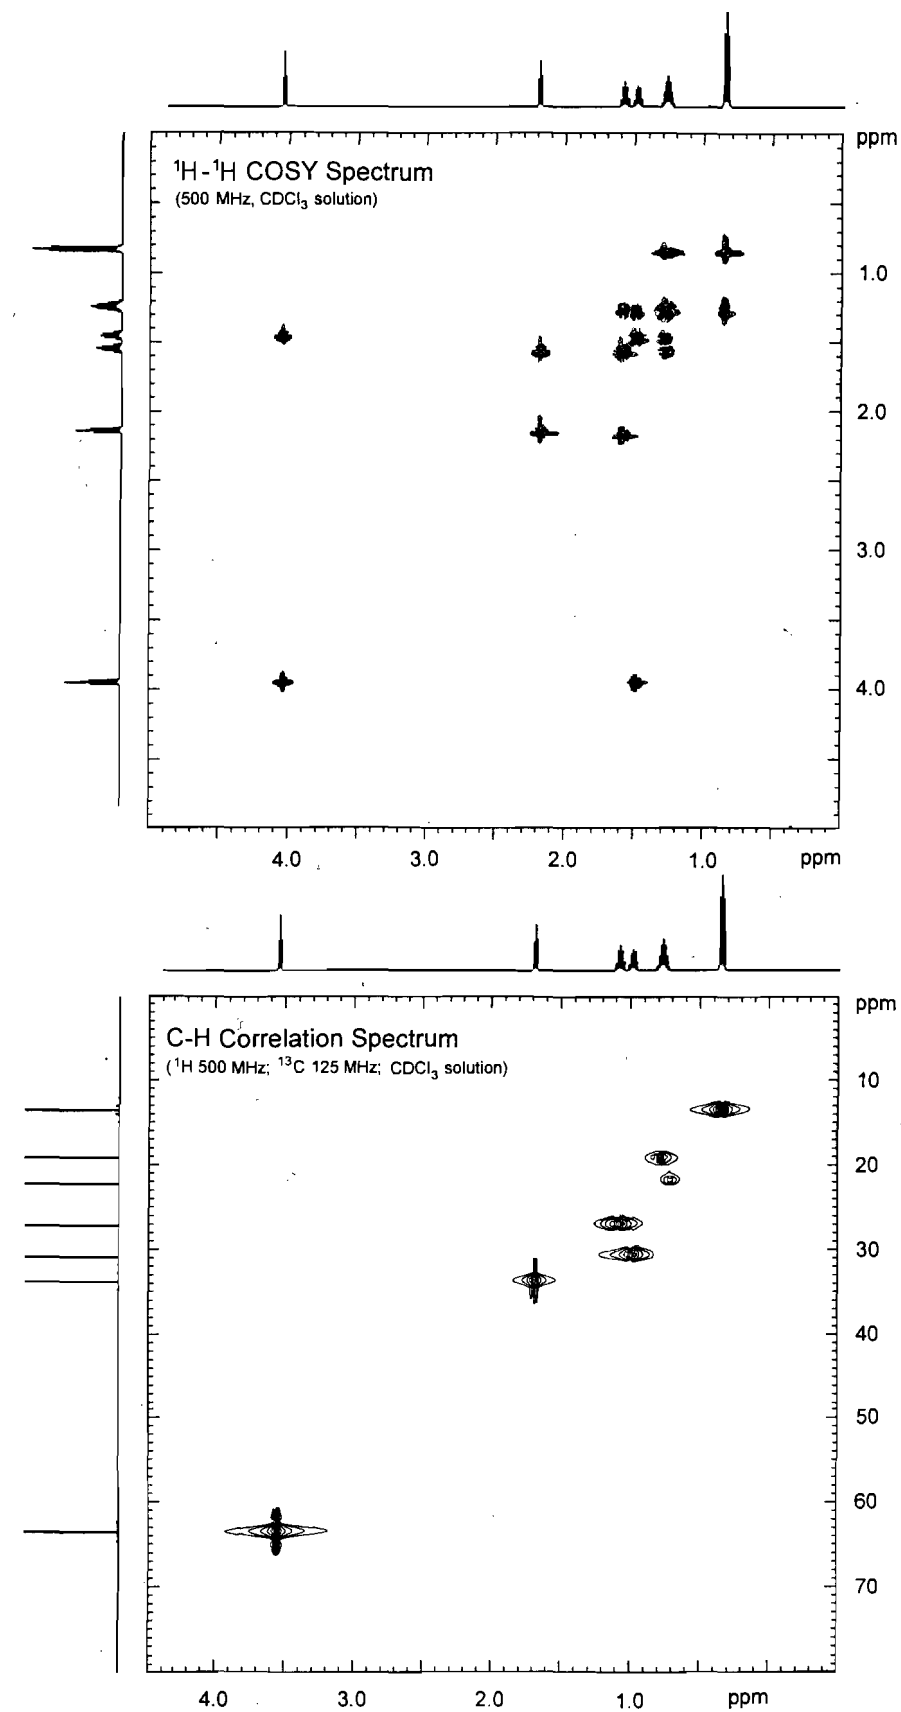 ppm
¹H-¹H COSY Spectrum
(500 MHz, CDCl₃ solution)
1.0
2.0
3.0
4.0
4.0 3.0 2.0 1.0 ppm
ppm
C-H Correlation Spectrum
(¹H 500 MHz; ¹³C 125 MHz; CDCl₃ solution)
10
20
30
40
50
60
70
4.0 3.0 2.0 1.0 ppm